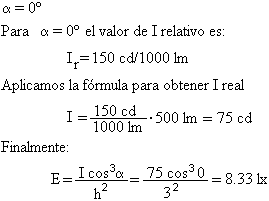 α = 0º
Para α = 0º el valor de I relativo es:
I_r = 150 cd/1000 lm
Aplicamos la fórmula para obtener I real
I = 150 cd / 1000 lm · 500 lm = 75 cd
Finalmente:
E = I cos³α / h² = 75 cos³0 / 3² = 8.33 lx